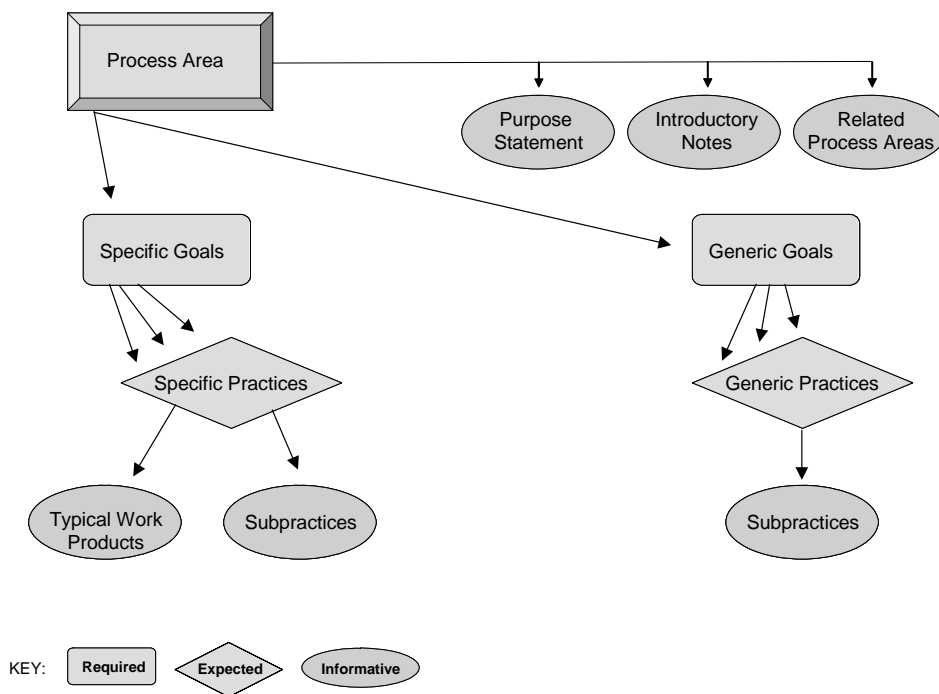 Process Area
Purpose
Statement
Introductory
Notes
Related
Process Areas
Specific Goals
Generic Goals
Specific Practices
Generic Practices
Typical Work
Products
Subpractices
Subpractices
KEY:
Required
Expected
Informative